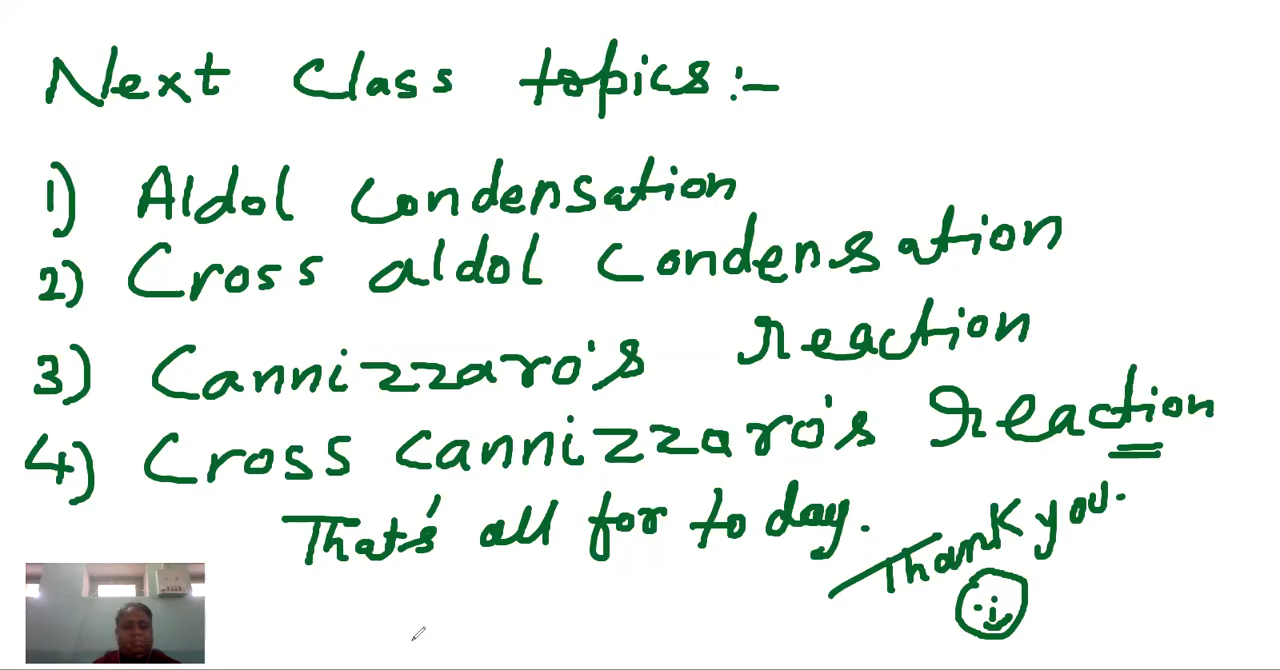 Next Class topics:-
1) Aldol Condensation
2) Cross aldol Condensation
3) Cannizzaro's reaction
4) Cross Cannizzaro's reaction
That's all for today.
Thank you.